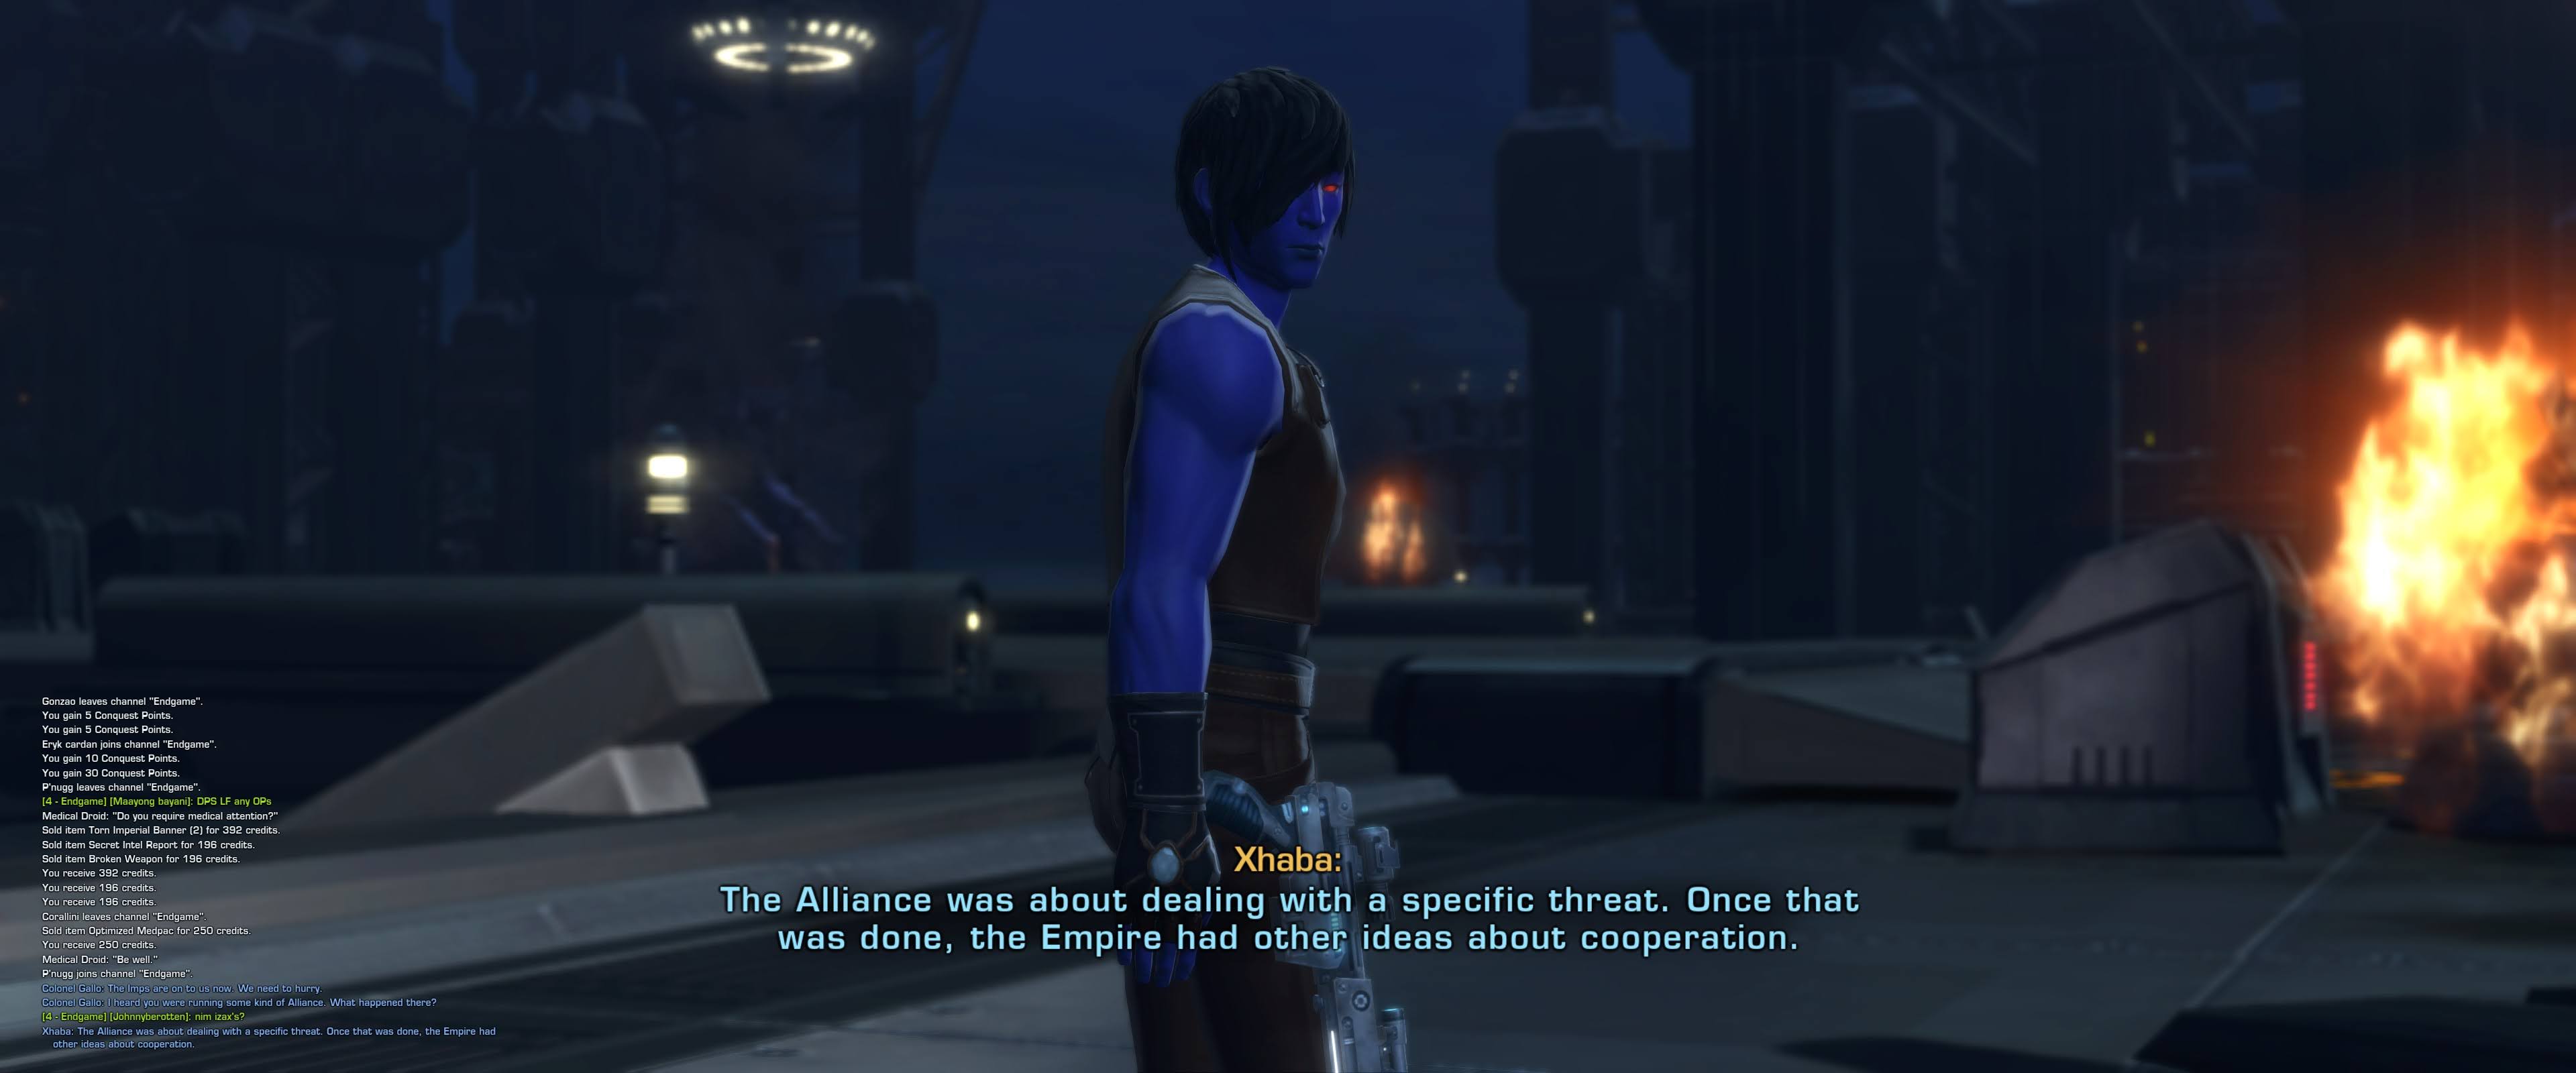 Gonzao leaves channel "Endgame".
You gain 5 Conquest Points.
You gain 5 Conquest Points.
Eryk cardan joins channel "Endgame".
You gain 10 Conquest Points.
You gain 30 Conquest Points.
P'nugg leaves channel "Endgame".
[4 - Endgame] [Maayong bayani]: DPS LF any OPs
Medical Droid: "Do you require medical attention?"
Sold item Torn Imperial Banner (2) for 392 credits.
Sold item Secret Intel Report for 196 credits.
Sold item Broken Weapon for 196 credits.
You receive 392 credits.
You receive 196 credits.
You receive 196 credits.
Corallini leaves channel "Endgame".
Sold item Optimized Medpac for 250 credits.
You receive 250 credits.
Medical Droid: "Be well."
P'nugg joins channel "Endgame".
Colonel Gallo: The Imps are on to us now. We need to hurry.
Colonel Gallo: I heard you were running some kind of Alliance. What happened there?
[4 - Endgame] [Johnnyberotten]: nim izax's?
Xhaba: The Alliance was about dealing with a specific threat. Once that was done, the Empire had
other ideas about cooperation.
Xhaba:
The Alliance was about dealing with a specific threat. Once that
was done, the Empire had other ideas about cooperation.